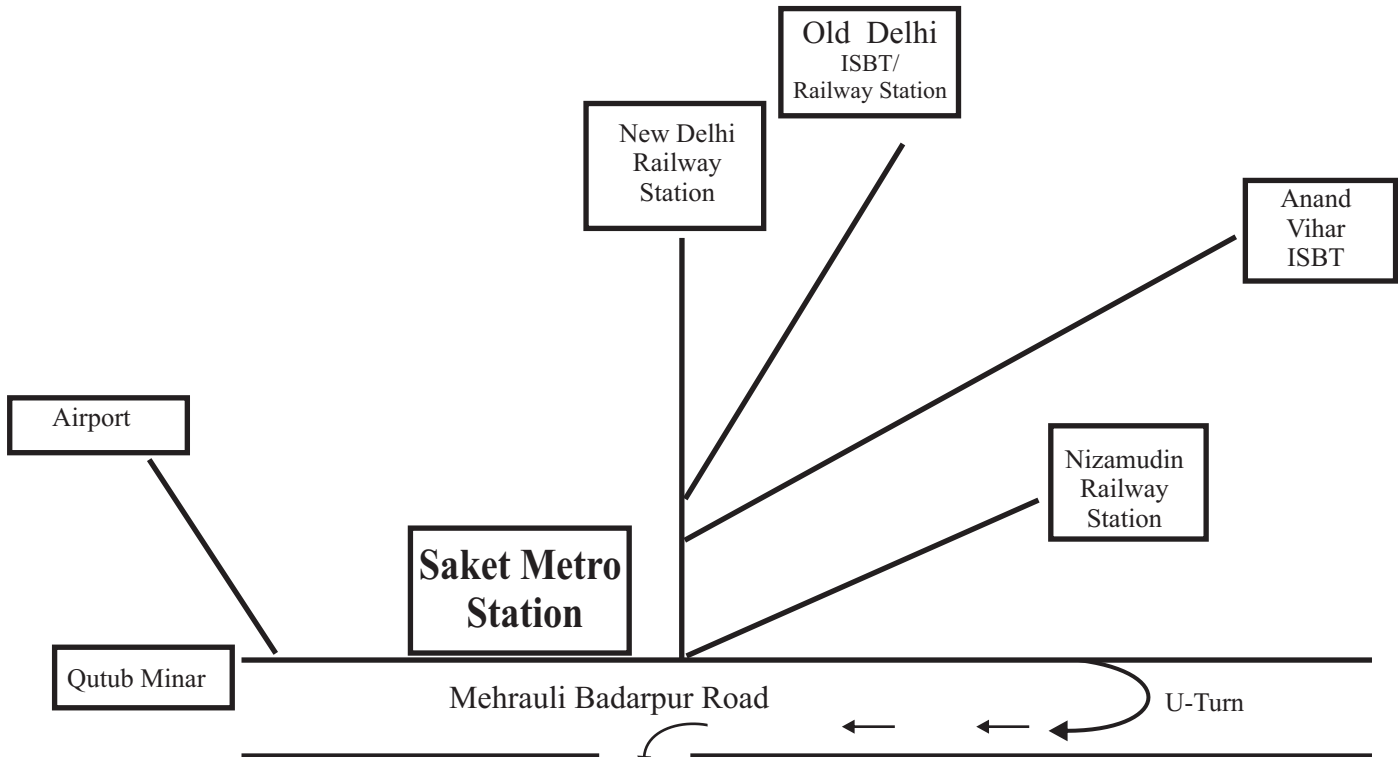 Old Delhi
ISBT/
Railway Station
New Delhi
Railway
Station
Anand
Vihar
ISBT
Airport
Nizamudin
Railway
Station
Saket Metro
Station
Qutub Minar
Mehrauli Badarpur Road
U-Turn